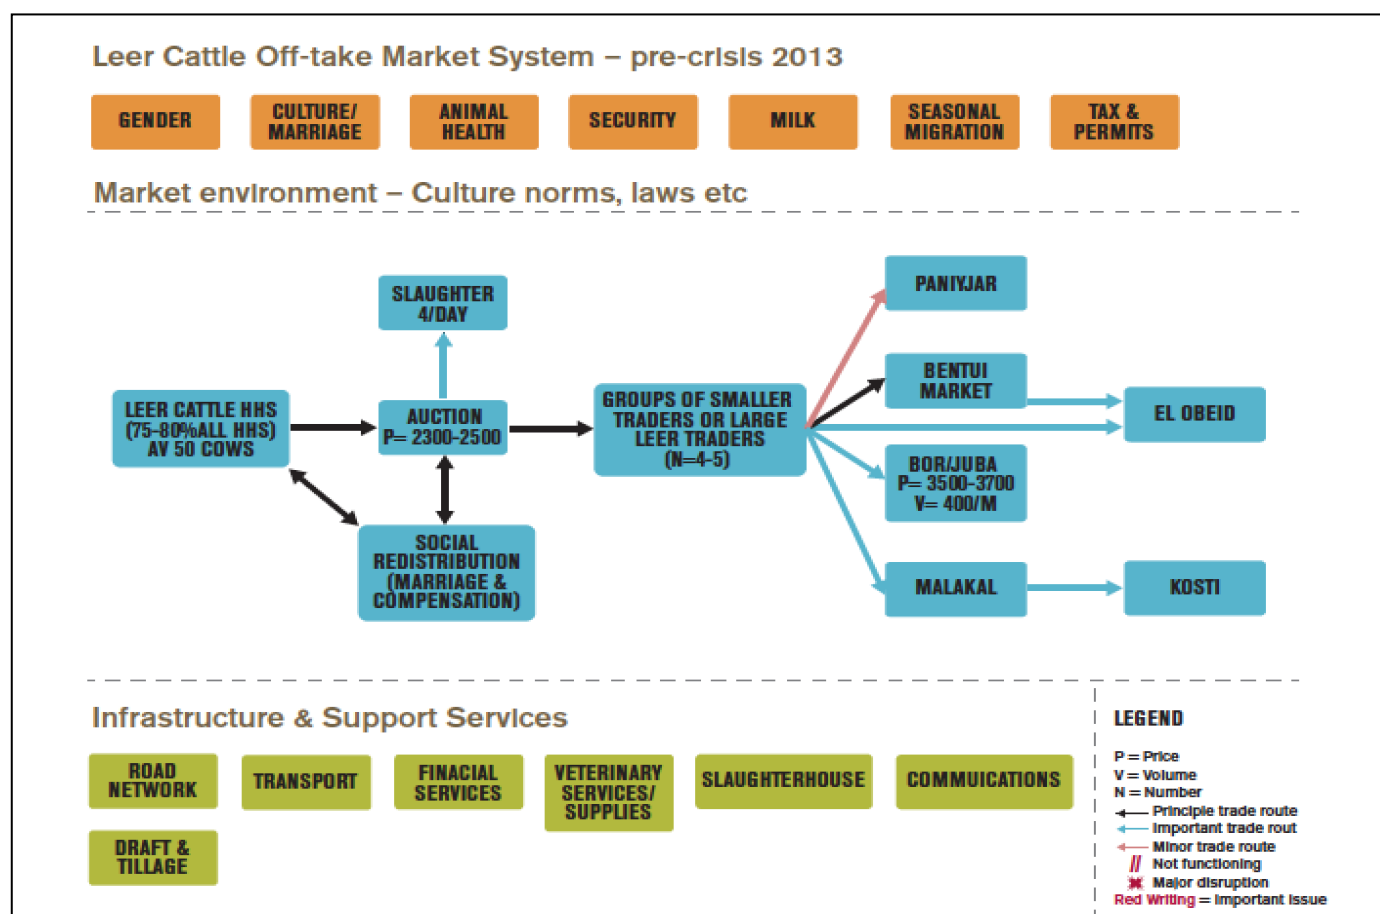 Leer Cattle Off-take Market System – pre-crisis 2013
GENDER
CULTURE/
MARRIAGE
ANIMAL
HEALTH
SECURITY
MILK
SEASONAL
MIGRATION
TAX &
PERMITS
Market environment – Culture norms, laws etc
SLAUGHTER
4/DAY
LEER CATTLE HHS
(75-80%ALL HHS)
AV 50 COWS
AUCTION
P= 2300-2500
SOCIAL
REDISTRIBUTION
(MARRIAGE &
COMPENSATION)
GROUPS OF SMALLER
TRADERS OR LARGE
LEER TRADERS
(N=4-5)
PANIYJAR
BENTUI
MARKET
BOR/JUBA
P= 3500-3700
V= 400/M
MALAKAL
EL OBEID
KOSTI
Infrastructure & Support Services
ROAD
NETWORK
TRANSPORT
FINACIAL
SERVICES
VETERINARY
SERVICES/
SUPPLIES
SLAUGHTERHOUSE
COMMUICATIONS
DRAFT &
TILLAGE
LEGEND
P = Price
V = Volume
N = Number
Principle trade route
Important trade rout
Minor trade route
Not functioning
Major disruption
Red Writing = Important issue